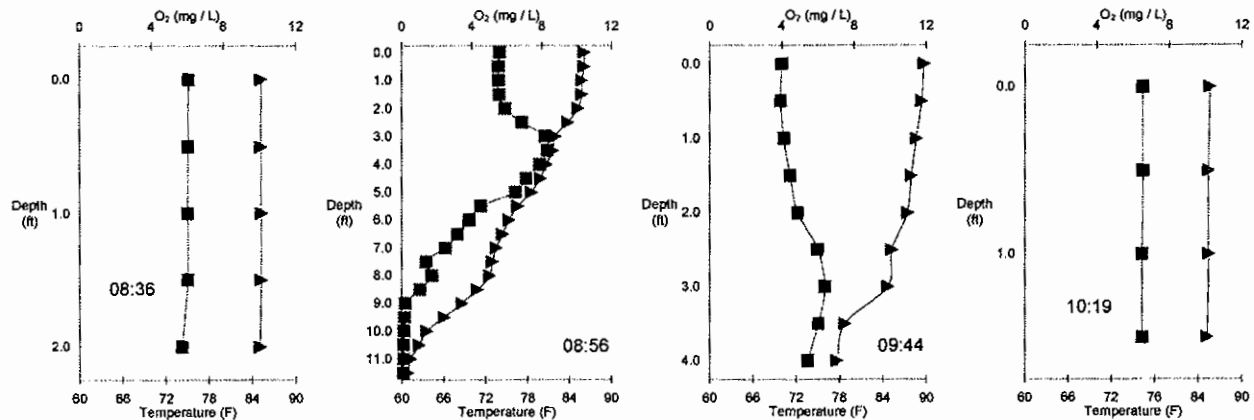 O₂ (mg / L)
0 4 8 12
0.0
1.0
2.0
Depth
(ft)
08:36
60 66 72 78 84 90
Temperature (F)
O₂ (mg / L)
0 4 8 12
0.0
1.0
2.0
3.0
4.0
5.0
6.0
7.0
8.0
9.0
10.0
11.0
Depth
(ft)
08:56
60 66 72 78 84 90
Temperature (F)
O₂ (mg / L)
0 4 8 12
0.0
1.0
2.0
3.0
4.0
Depth
(ft)
09:44
60 66 72 78 84 90
Temperature (F)
O₂ (mg / L)
0 4 8 12
0.0
1.0
Depth
(ft)
10:19
60 66 72 78 84 90
Temperature (F)